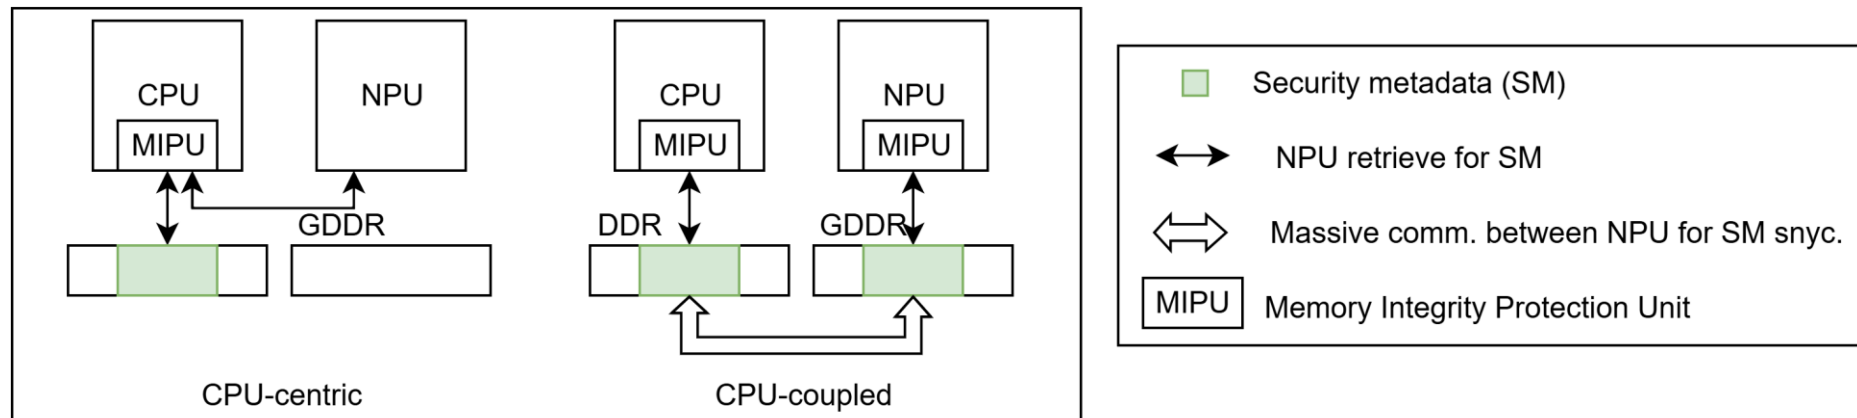 CPU
MIPU
NPU
GDDR
CPU-centric
CPU
MIPU
NPU
MIPU
DDR
GDDR
CPU-coupled
Security metadata (SM)
NPU retrieve for SM
Massive comm. between NPU for SM snyc.
MIPU
Memory Integrity Protection Unit